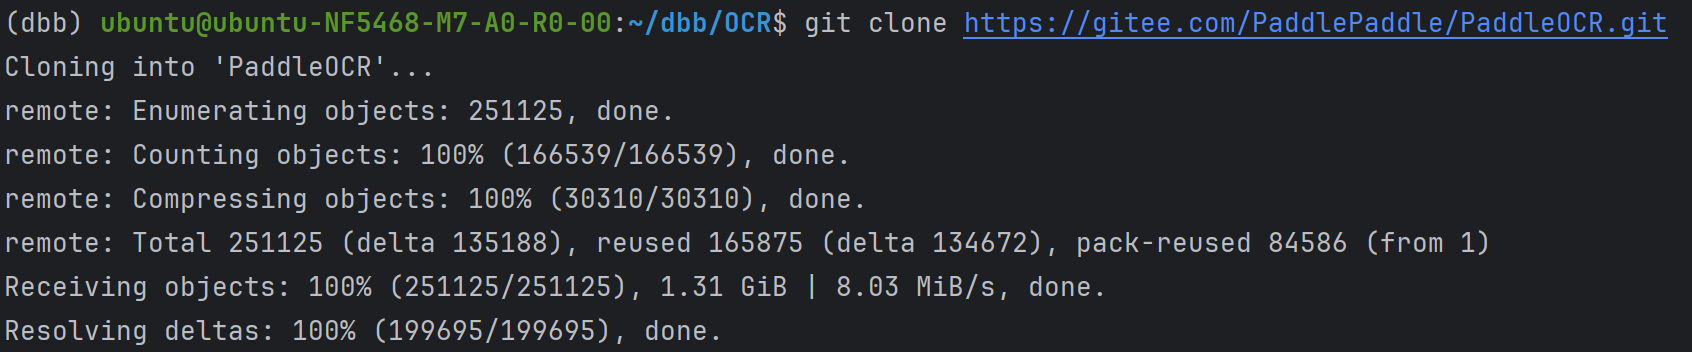 (dbb) ubuntu@ubuntu-NF5468-M7-A0-R0-00:~/dbb/OCR$ git clone https://gitee.com/PaddlePaddle/PaddleOCR.git
Cloning into 'PaddleOCR'...
remote: Enumerating objects: 251125, done.
remote: Counting objects: 100% (166539/166539), done.
remote: Compressing objects: 100% (30310/30310), done.
remote: Total 251125 (delta 135188), reused 165875 (delta 134672), pack-reused 84586 (from 1)
Receiving objects: 100% (251125/251125), 1.31 GiB | 8.03 MiB/s, done.
Resolving deltas: 100% (199695/199695), done.